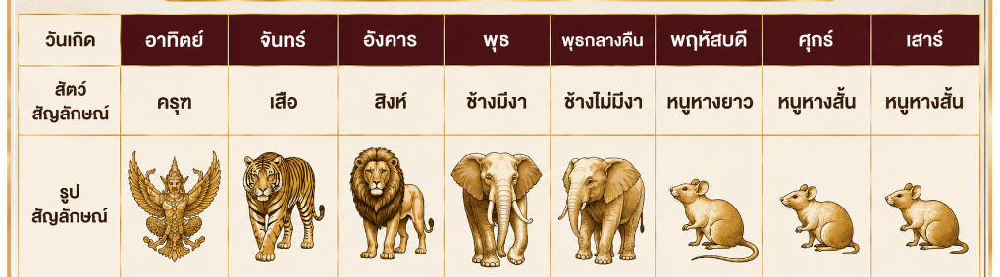 วันเกิด อาทิตย์ จันทร์ อังคาร พุธ พุธกลางคืน พฤหัสบดี ศุกร์ เสาร์
สัตว์
สัญลักษณ์ ครุฑ เสือ สิงห์ ช้างมีงา ช้างไม่มีงา หนูหางยาว หนูหางสั้น หนูหางสั้น
รูป
สัญลักษณ์